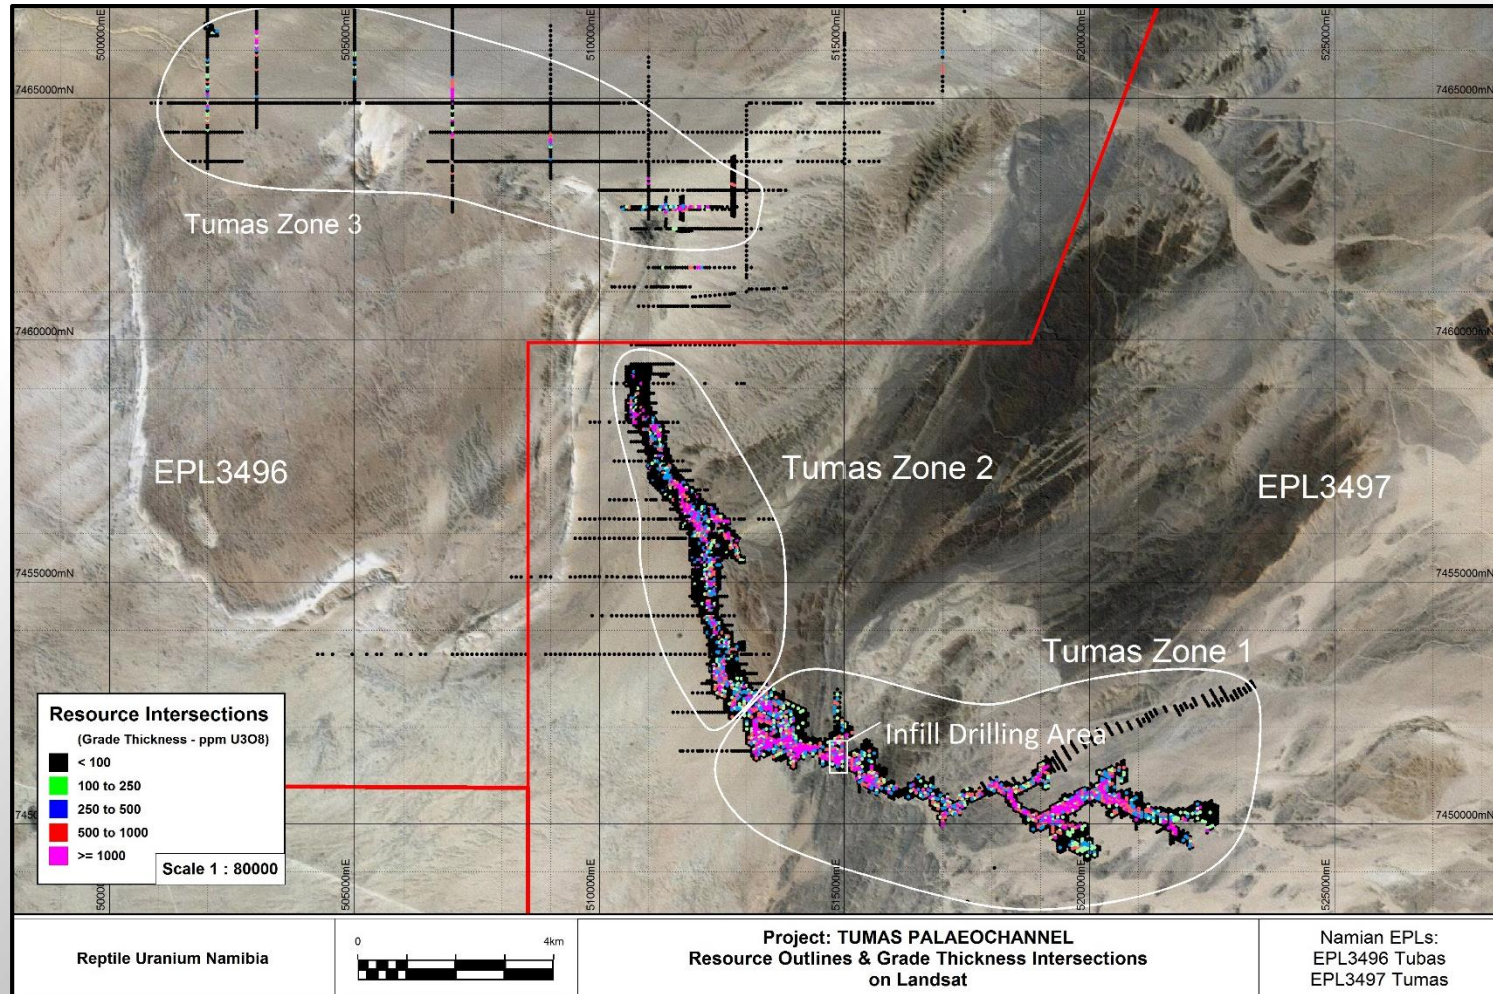 500000mE
505000mE
510000mE
515000mE
520000mE
525000mE
7465000mN
7465000mN
Tumas Zone 3
7460000mN
7460000mN
EPL3496
Tumas Zone 2
EPL3497
7455000mN
7455000mN
Tumas Zone 1
Infill Drilling Area
Resource Intersections
(Grade Thickness - ppm U3O8)
< 100
100 to 250
250 to 500
500 to 1000
>= 1000
Scale 1 : 80000
7450000mN
505000mE
510000mE
515000mE
520000mE
525000mE
Reptile Uranium Namibia
0 4km
Project: TUMAS PALAEOCHANNEL
Resource Outlines & Grade Thickness Intersections
on Landsat
Namian EPLs:
EPL3496 Tubas
EPL3497 Tumas